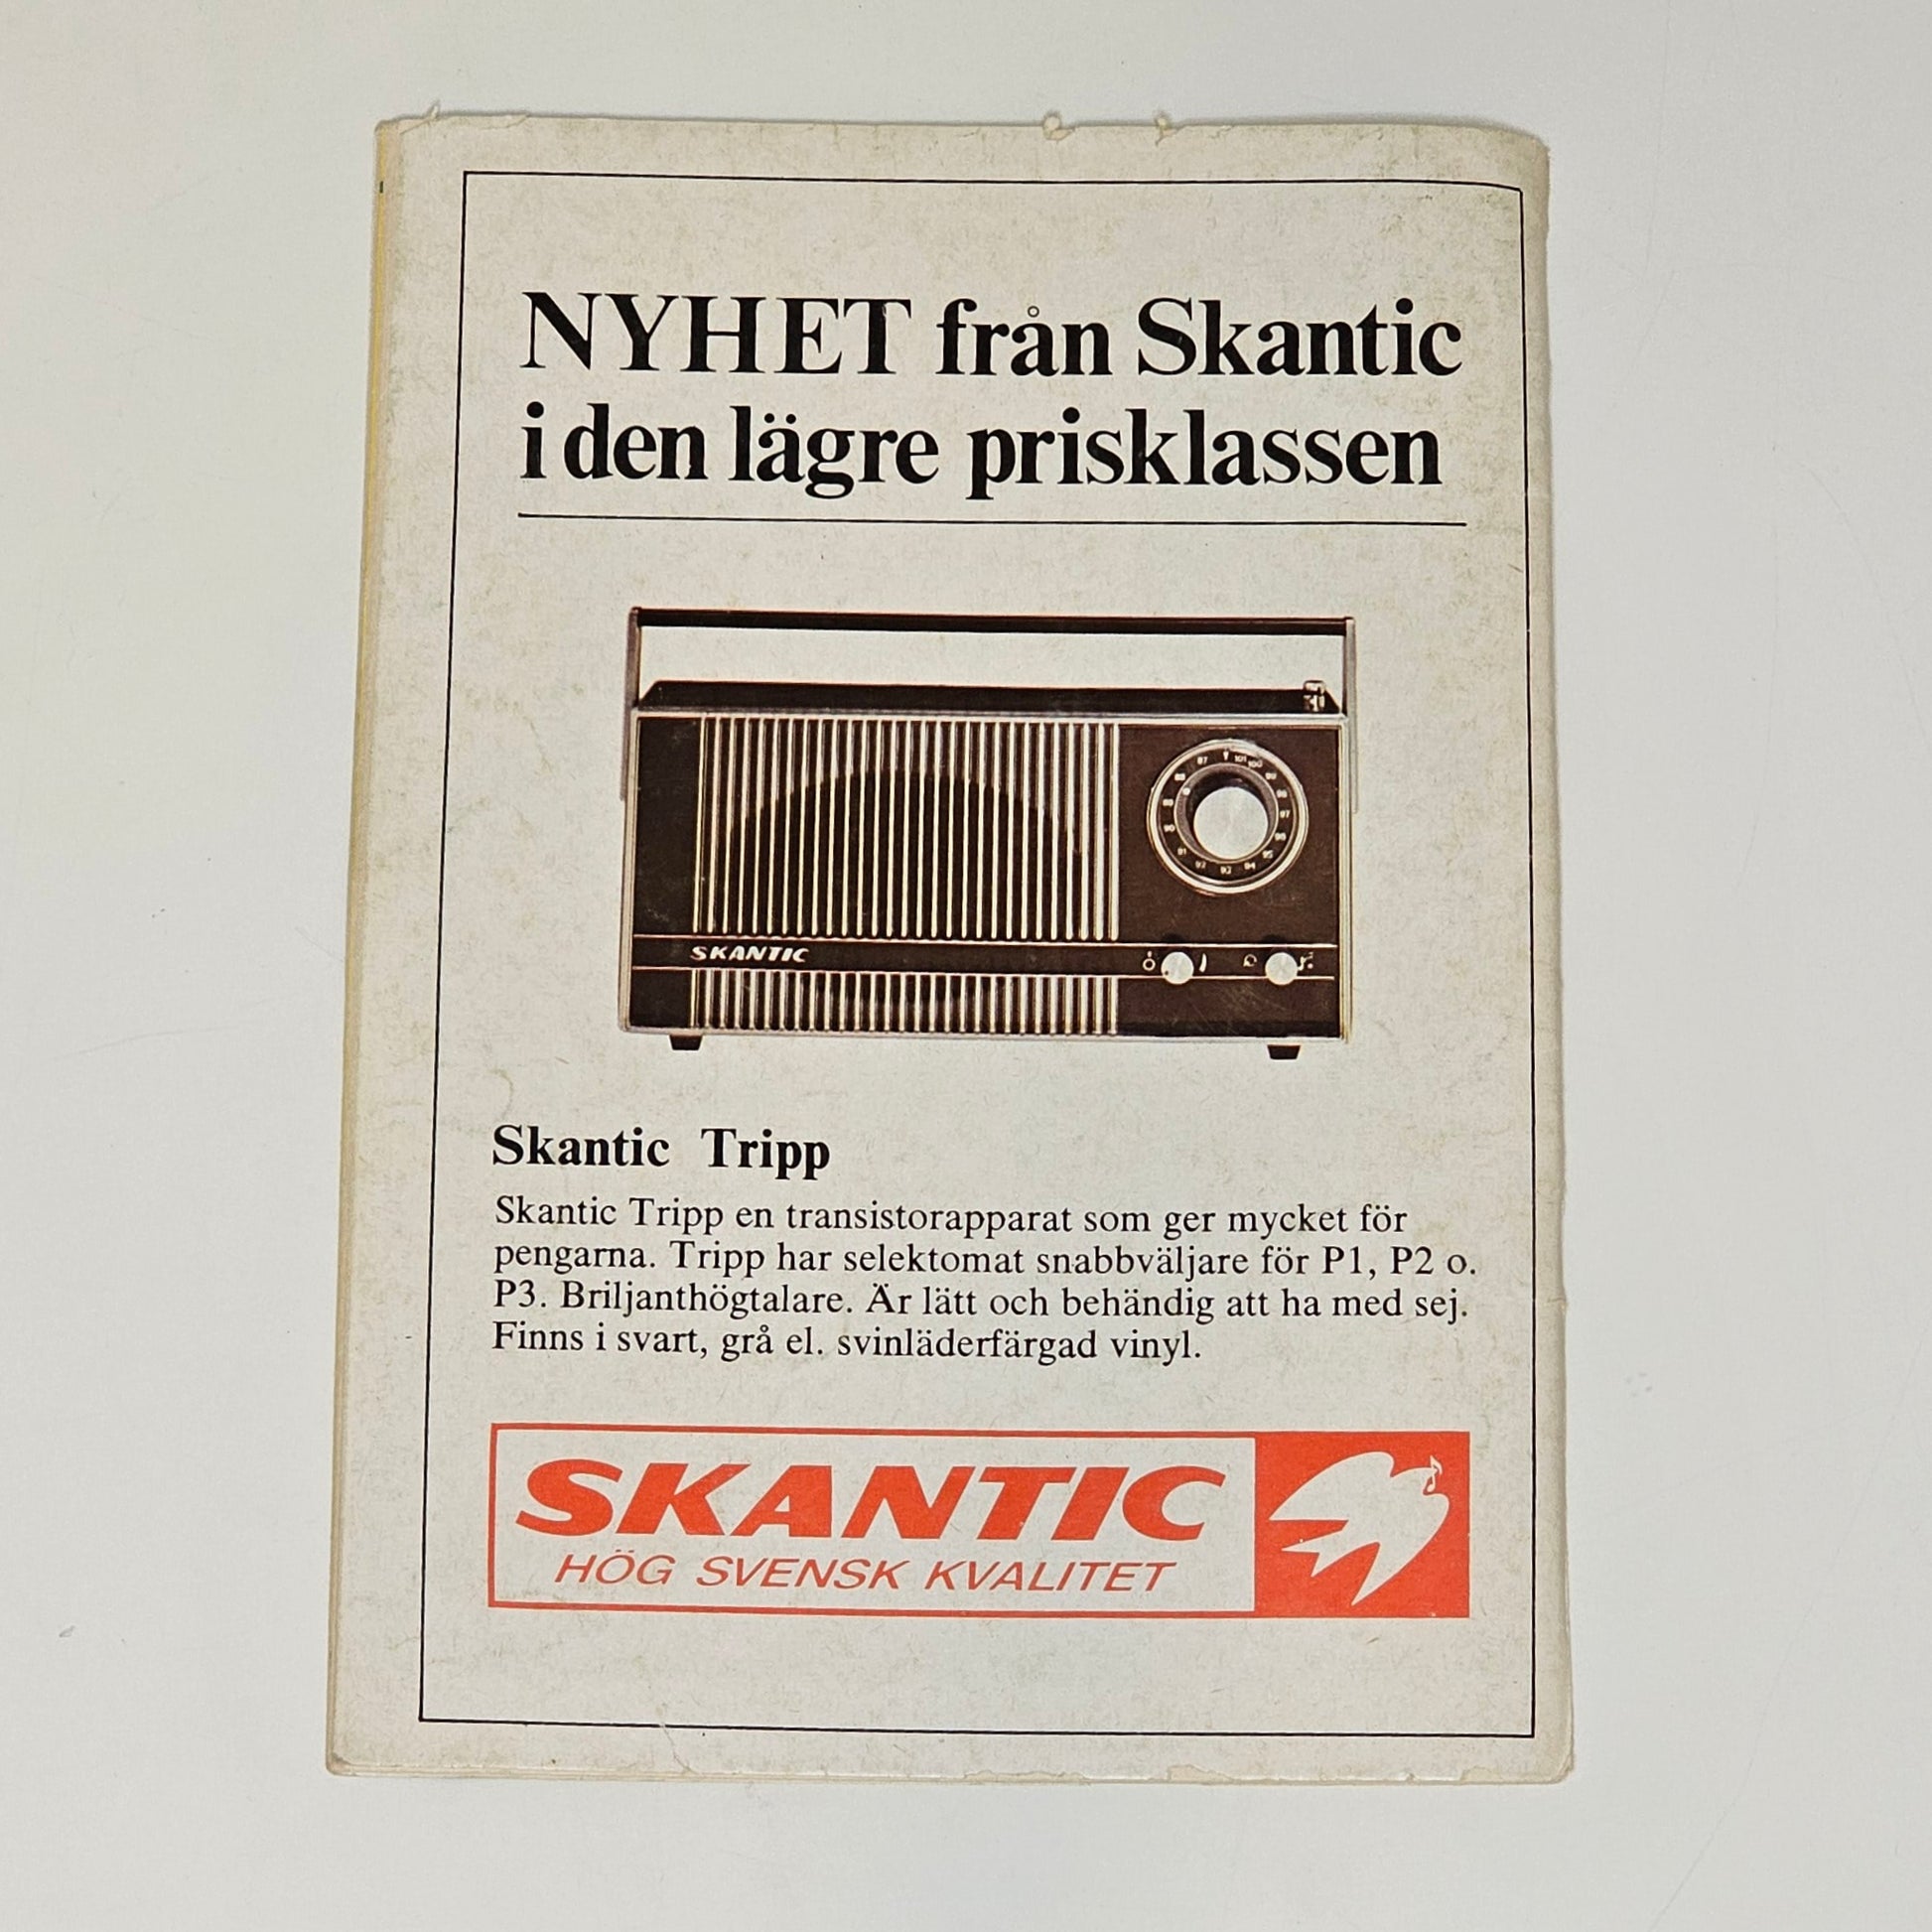 NYHET från Skantic
i den lägre prisklassen
SKANTIC
Skantic Tripp
Skantic Tripp en transistorapparat som ger mycket för
pengarna. Tripp har selektomat snabbväljare för P1, P2 o.
P3. Briljanthögtalare. Är lätt och behändig att ha med sej.
Finns i svart, grå el. svinläderfärgad vinyl.
SKANTIC
HÖG SVENSK KVALITET